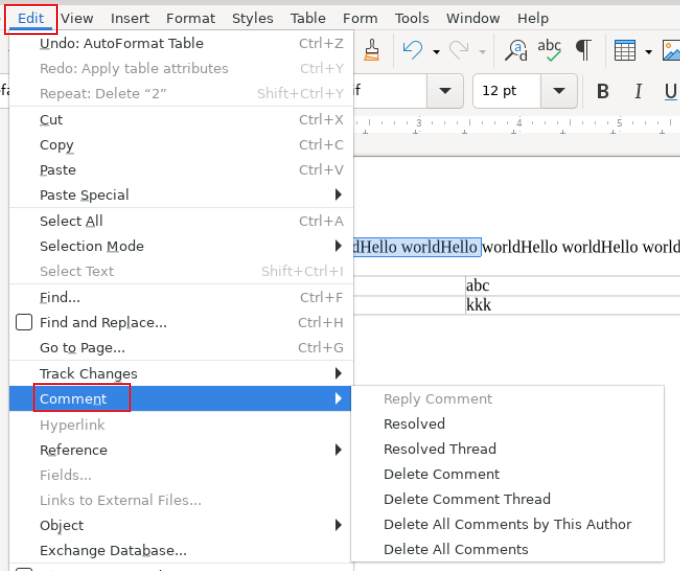 Edit View Insert Format Styles Table Form Tools Window Help
Undo: AutoFormat Table Ctrl+Z
Redo: Apply table attributes Ctrl+Y
Repeat: Delete “2” Shift+Ctrl+Y
12 pt B I U
Cut Ctrl+X
3 4 5
Copy Ctrl+C
Paste Ctrl+V
Paste Special
Select All Ctrl+A
Selection Mode
dHello worldHello worldHello worldHello world
Select Text Shift+Ctrl+I
abc
Find... Ctrl+F
kkk
Find and Replace... Ctrl+H
Go to Page... Ctrl+G
Track Changes
Comment
Reply Comment
Hyperlink
Resolved
Reference
Resolved Thread
Fields...
Delete Comment
Links to External Files...
Delete Comment Thread
Object
Delete All Comments by This Author
Exchange Database...
Delete All Comments